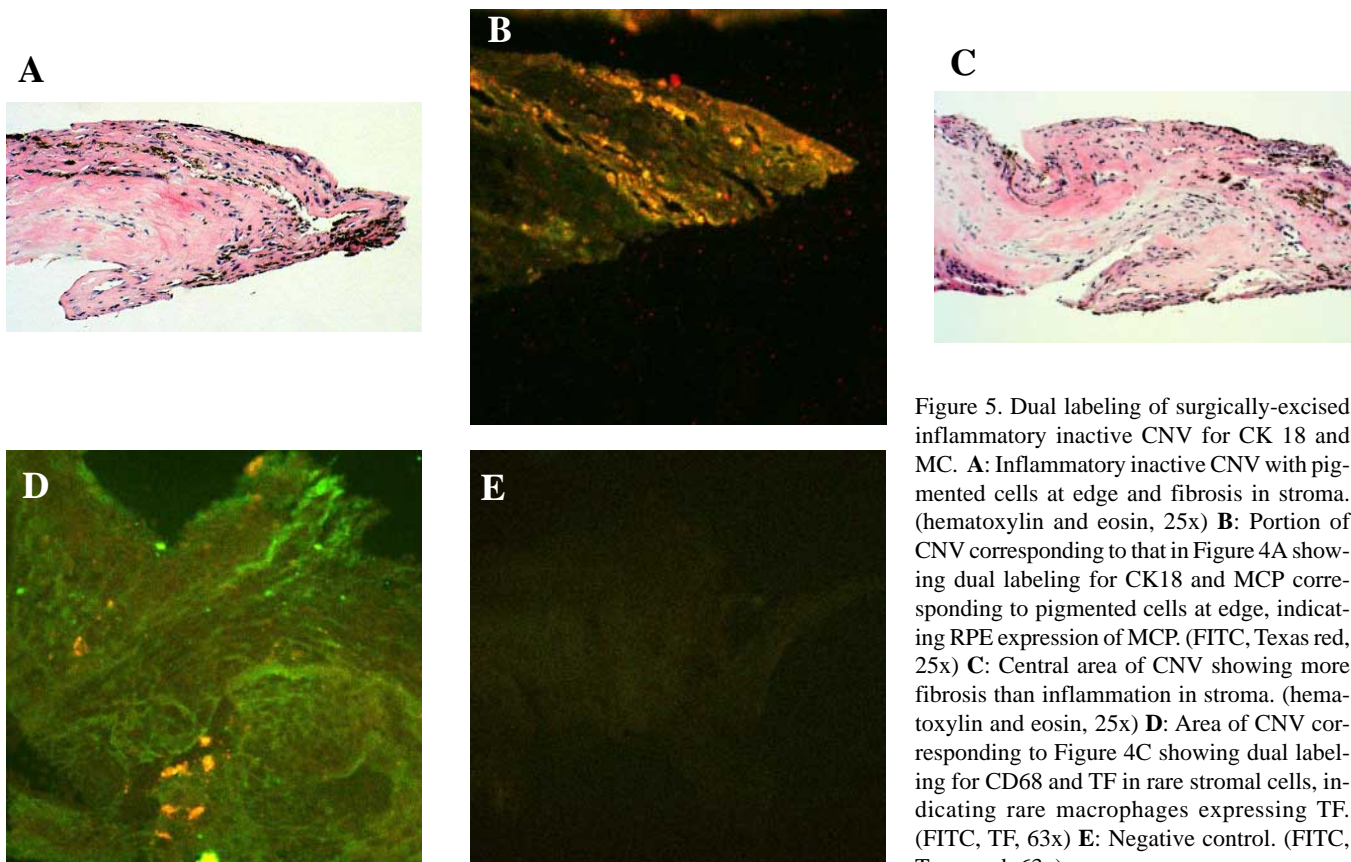 A
B
C
D
E
Figure 5. Dual labeling of surgically-excised
inflammatory inactive CNV for CK 18 and
MC. A: Inflammatory inactive CNV with pig-
mented cells at edge and fibrosis in stroma.
(hematoxylin and eosin, 25x) B: Portion of
CNV corresponding to that in Figure 4A show-
ing dual labeling for CK18 and MCP corre-
sponding to pigmented cells at edge, indicat-
ing RPE expression of MCP. (FITC, Texas red,
25x) C: Central area of CNV showing more
fibrosis than inflammation in stroma. (hema-
toxylin and eosin, 25x) D: Area of CNV cor-
responding to Figure 4C showing dual label-
ing for CD68 and TF in rare stromal cells, in-
dicating rare macrophages expressing TF.
(FITC, TF, 63x) E: Negative control. (FITC,